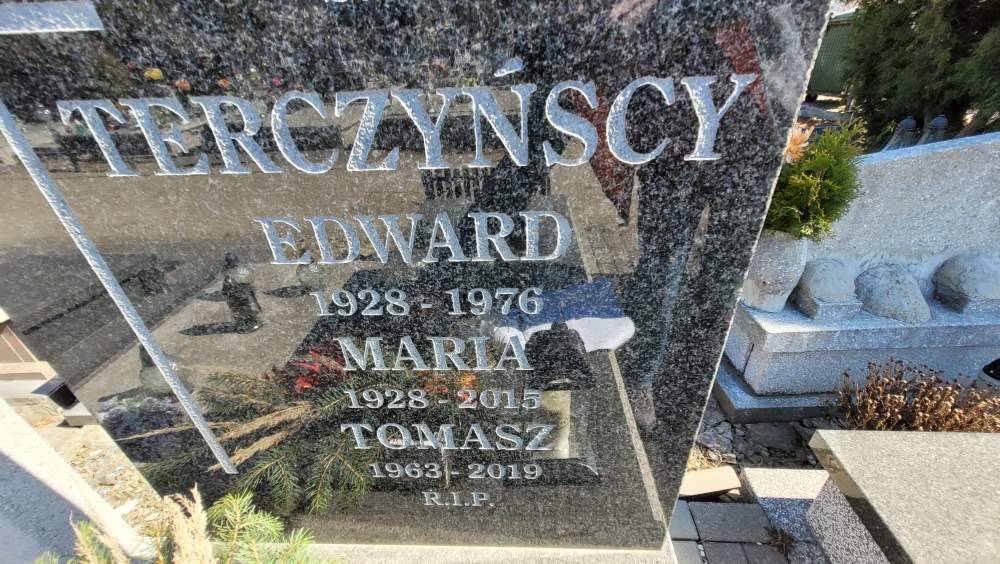 TERCZYŃSCY
EDWARD
1928 - 1976
MARIA
1928 - 2015
TOMASZ
1963 - 2019
R.I.P.